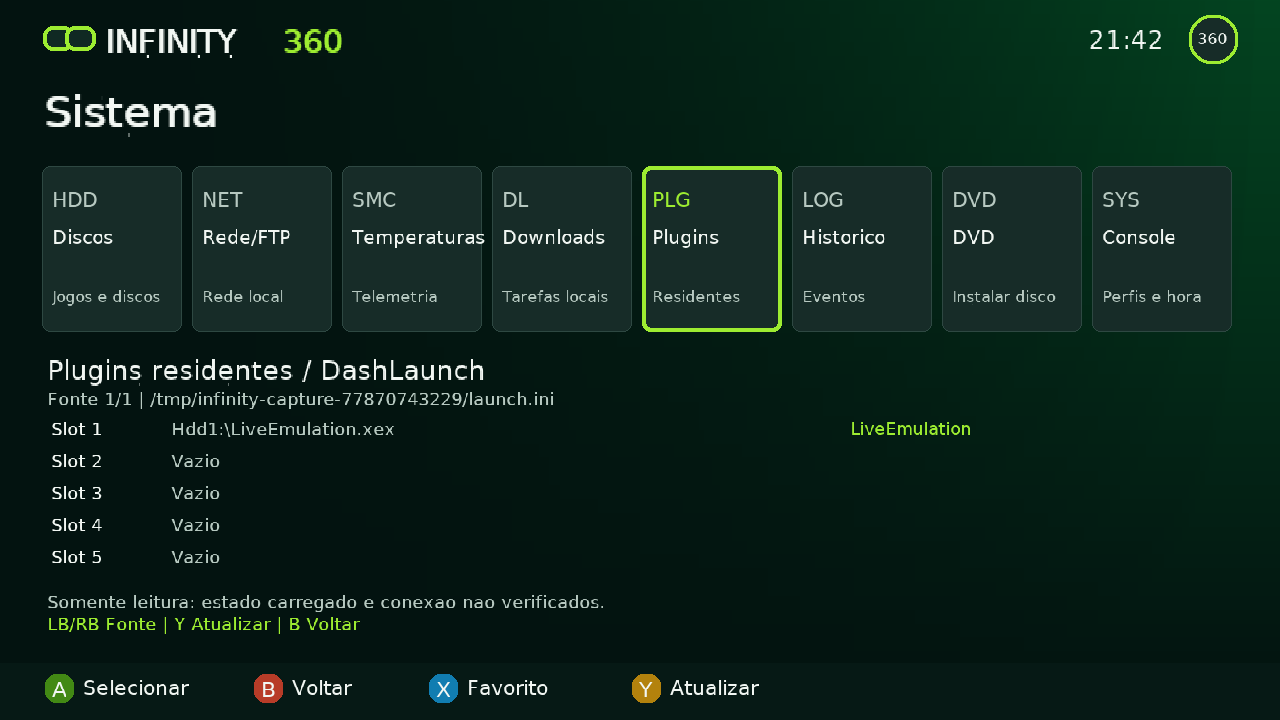 INFINITY 360 21:42 360
Sistema
HDD NET SMC DL PLG LOG DVD SYS
Discos Rede/FTP Temperaturas Downloads Plugins Historico DVD Console
Jogos e discos Rede local Telemetria Tarefas locais Residentes Eventos Instalar disco Perfis e hora
Plugins residentes / DashLaunch
Fonte 1/1 | /tmp/infinity-capture-77870743229/launch.ini
Slot 1 Hdd1:\LiveEmulation.xex LiveEmulation
Slot 2 Vazio
Slot 3 Vazio
Slot 4 Vazio
Slot 5 Vazio
Somente leitura: estado carregado e conexao nao verificados.
LB/RB Fonte | Y Atualizar | B Voltar
A Selecionar B Voltar X Favorito Y Atualizar